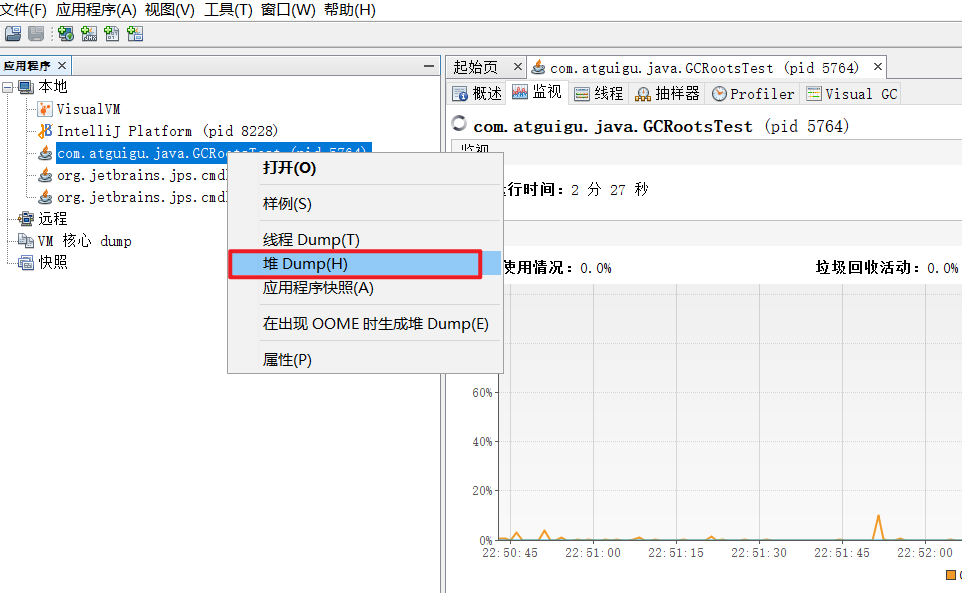 文件(F) 应用程序(A) 视图(V) 工具(T) 窗口(W) 帮助(H)
应用程序
本地
VisualVM
IntelliJ Platform (pid 8228)
com.atguigu.java.GCRootsTest (pid 5764)
org.jetbrains.jps.cmdl
org.jetbrains.jps.cmdl
远程
VM 核心 dump
快照
打开(O)
样例(S)
线程 Dump(T)
堆 Dump(H)
应用程序快照(A)
在出现 OOME 时生成堆 Dump(E)
属性(P)
起始页 com.atguigu.java.GCRootsTest (pid 5764)
概述 监视 线程 抽样器 Profiler Visual GC
com.atguigu.java.GCRootsTest (pid 5764)
监视
行时间：2 分 27 秒
使用情况：0.0% 垃圾回收活动：0.0%
60%
40%
20%
0%
22:50:45 22:51:00 22:51:15 22:51:30 22:51:45 22:52:00